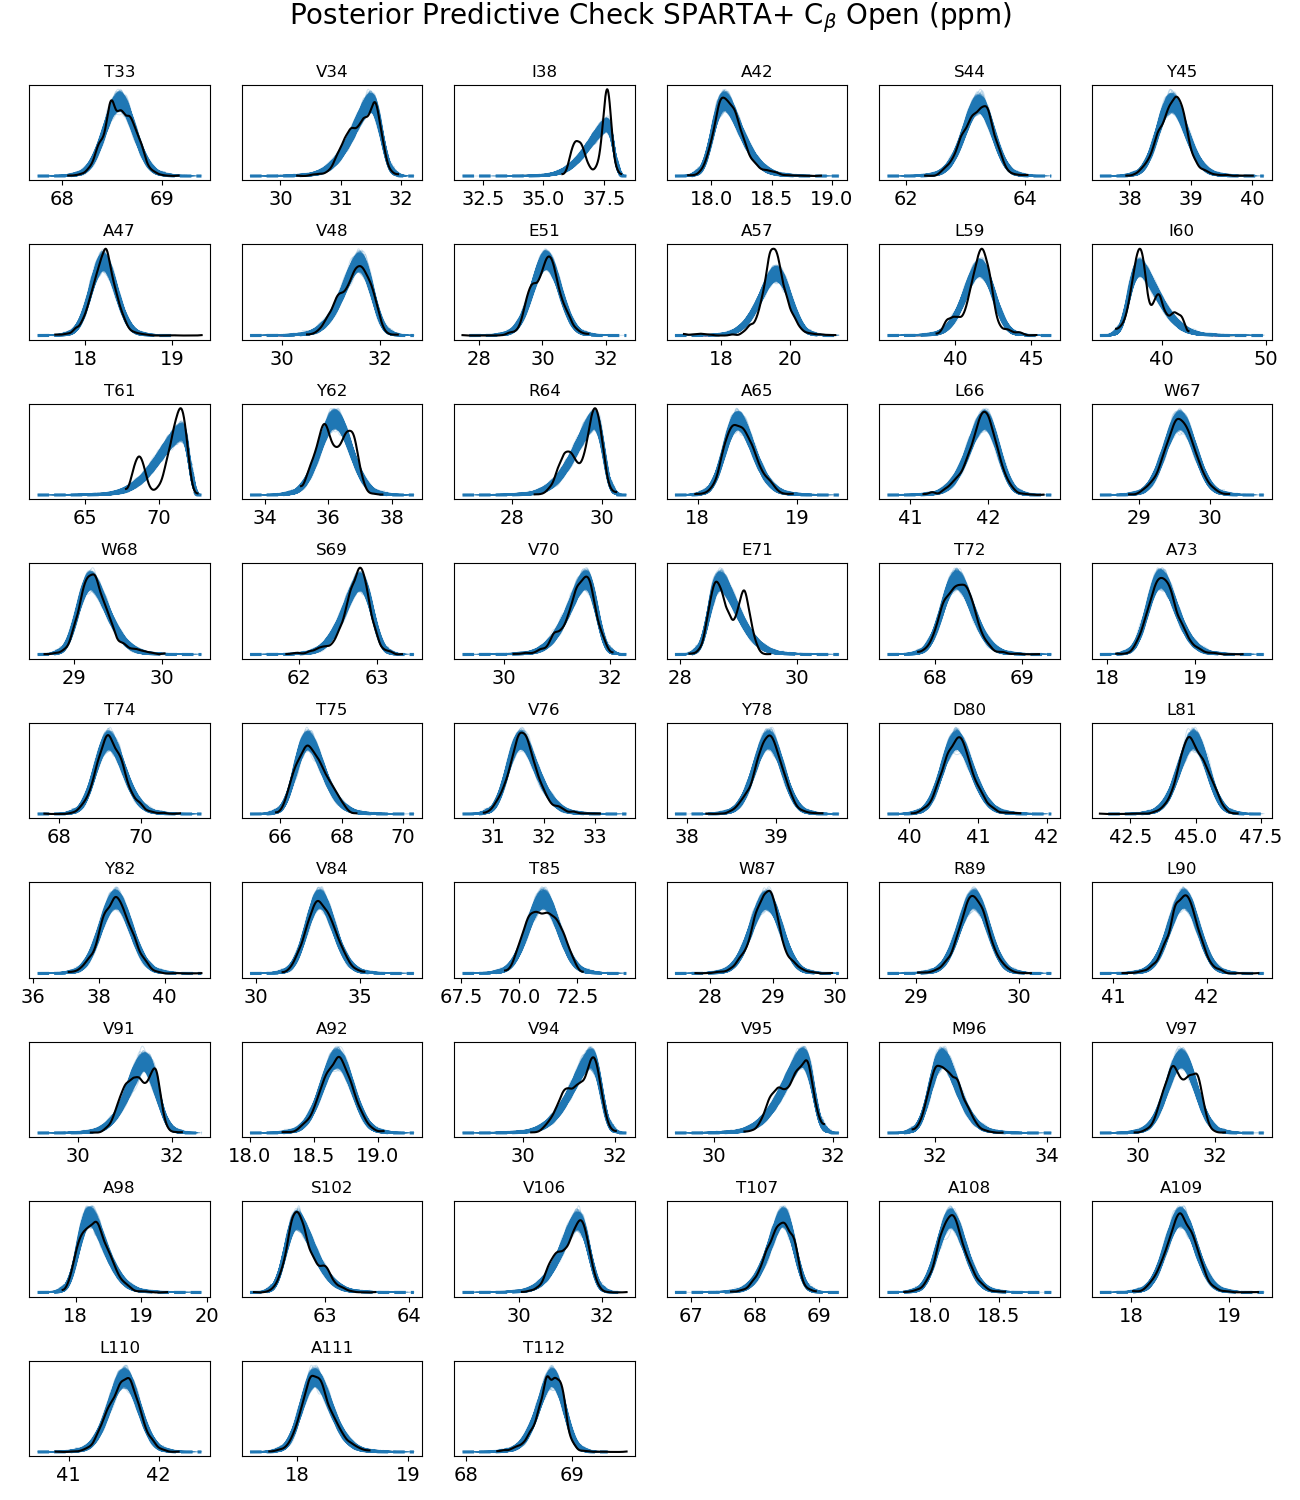 Posterior Predictive Check SPARTA+ Cβ Open (ppm)
T33 V34 I38 A42 S44 Y45
68 69 30 31 32 32.5 35.0 37.5 18.0 18.5 19.0 62 64 38 39 40
A47 V48 E51 A57 L59 I60
18 19 30 32 28 30 32 18 20 40 45 40 50
T61 Y62 R64 A65 L66 W67
65 70 34 36 38 28 30 18 19 41 42 29 30
W68 S69 V70 E71 T72 A73
29 30 62 63 30 32 28 30 68 69 18 19
T74 T75 V76 Y78 D80 L81
68 70 66 68 70 31 32 33 38 39 40 41 42 42.5 45.0 47.5
Y82 V84 T85 W87 R89 L90
36 38 40 30 35 67.5 70.0 72.5 28 29 30 29 30 41 42
V91 A92 V94 V95 M96 V97
30 32 18.0 18.5 19.0 30 32 30 32 32 34 30 32
A98 S102 V106 T107 A108 A109
18 19 20 63 64 30 32 67 68 69 18.0 18.5 18 19
L110 A111 T112
41 42 18 19 68 69